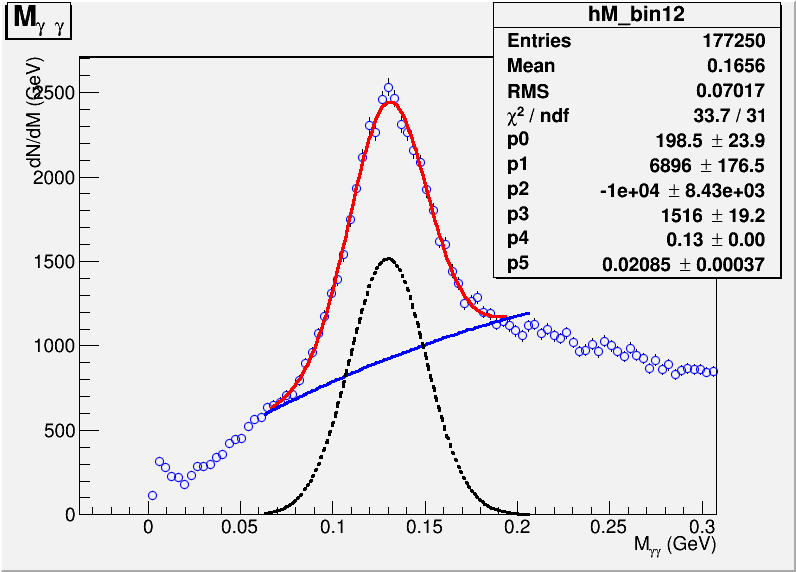 M γ γ
hM_bin12
Entries 177250
Mean 0.1656
RMS 0.07017
χ² / ndf 33.7 / 31
p0 198.5 ± 23.9
p1 6896 ± 176.5
p2 -1e+04 ± 8.43e+03
p3 1516 ± 19.2
p4 0.13 ± 0.00
p5 0.02085 ± 0.00037
dN/dM (GeV)
2500
2000
1500
1000
500
0
0 0.05 0.1 0.15 0.2 0.25 0.3
M γγ (GeV)